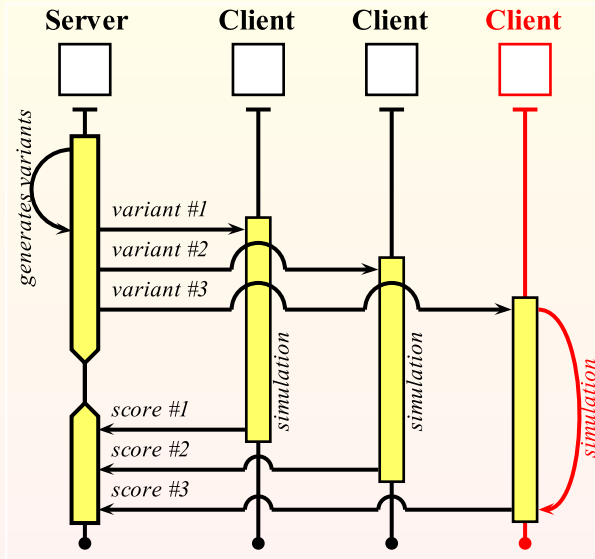 Server
Client
Client
Client
generates variants
variant #1
variant #2
variant #3
simulation
simulation
simulation
score #1
score #2
score #3